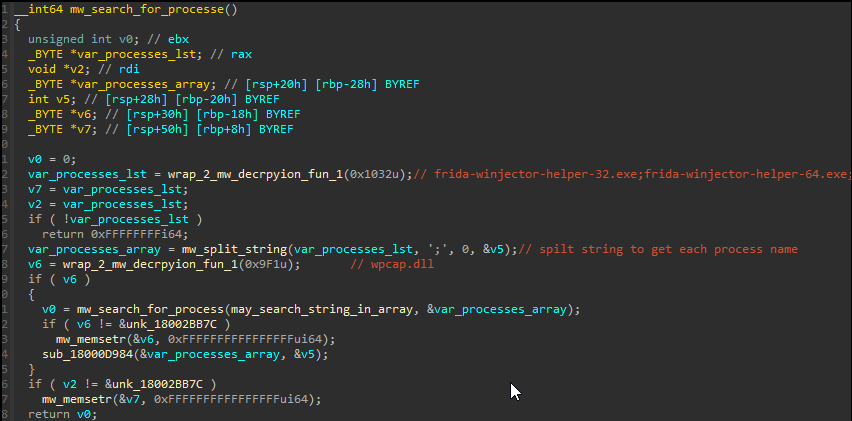 1 __int64 mw_search_for_processe()
2 {
3 unsigned int v0; // ebx
4 _BYTE *var_processes_lst; // rax
5 void *v2; // rdi
6 _BYTE *var_processes_array; // [rsp+20h] [rbp-28h] BYREF
7 int v5; // [rsp+28h] [rbp-20h] BYREF
8 _BYTE *v6; // [rsp+30h] [rbp-18h] BYREF
9 _BYTE *v7; // [rsp+50h] [rbp+8h] BYREF
0
1 v0 = 0;
2 var_processes_lst = wrap_2_mw_decrpyion_fun_1(0x1032u);// frida-winjector-helper-32.exe;frida-winjector-helper-64.exe;
3 v7 = var_processes_lst;
4 v2 = var_processes_lst;
5 if ( !var_processes_lst )
6 return 0xFFFFFFFFi64;
7 var_processes_array = mw_split_string(var_processes_lst, ';', 0, &v5);// spilt string to get each process name
8 v6 = wrap_2_mw_decrpyion_fun_1(0x9F1u); // wpcap.dll
9 if ( v6 )
0 {
1 v0 = mw_search_for_process(may_search_string_in_array, &var_processes_array);
2 if ( v6 != &unk_18002BB7C )
3 mw_memsetr(&v6, 0xFFFFFFFFFFFFFFFFui64);
4 sub_18000D984(&var_processes_array, &v5);
5 }
6 if ( v2 != &unk_18002BB7C )
7 mw_memsetr(&v7, 0xFFFFFFFFFFFFFFFFui64);
8 return v0;